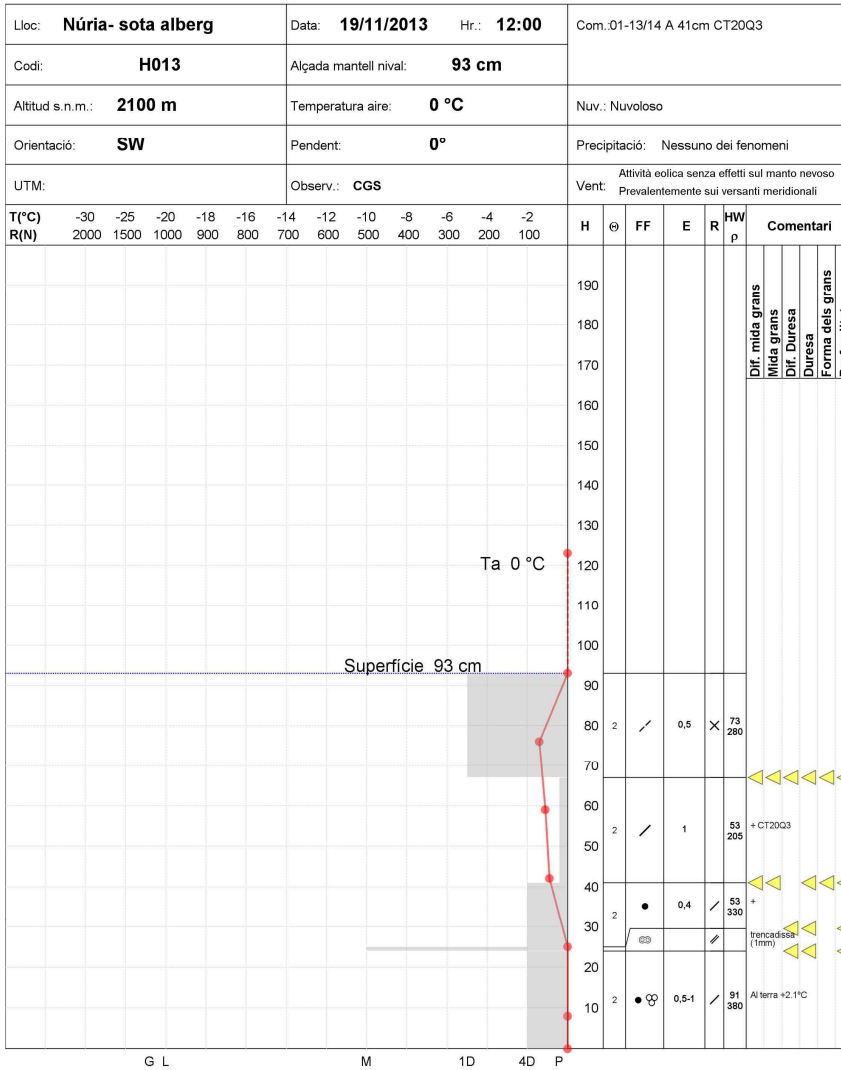 Lloc: Núria- sota alberg
Data: 19/11/2013 Hr.: 12:00
Com.:01-13/14 A 41cm CT20Q3
Codi: H013
Alçada mantell nival: 93 cm
Altitud s.n.m.: 2100 m
Temperatura aire: 0 °C
Nuv.: Nuvoloso
Orientació: SW
Pendent: 0°
Precipitació: Nessuno dei fenomeni
UTM:
Observ.: CGS
Vent: Attività eolica senza effetti sul manto nevoso
Prevalentemente sui versanti meridionali
T(°C) -30 -25 -20 -18 -16 -14 -12 -10 -8 -6 -4 -2
R(N) 2000 1500 1000 900 800 700 600 500 400 300 200 100
H Θ FF E R HW ρ Comentari
Dif. mida grans
Mida grans
Dif. Duresa
Duresa
Forma dels grans
190
180
170
160
150
140
130
Ta 0 °C
120
110
100
Superfície 93 cm
90
80 2 0,5 73
280
70
60
2 1 53
205 + CT20Q3
50
40
2 0,4 53
330 +
30
trencadissa
(1mm)
20
10 2 0,5-1 91
380 Al terra +2.1°C
G L M 1D 4D P